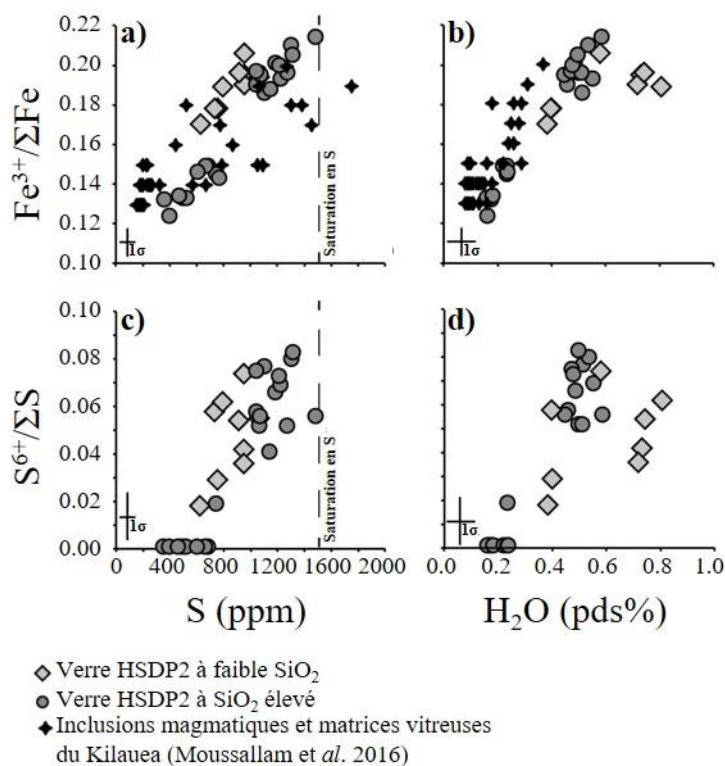 a)
b)
Fe³⁺/ΣFe
0.22
0.20
0.18
0.16
0.14
0.12
0.10
1σ
Saturation en S
1σ
c)
d)
S⁶⁺/ΣS
0.10
0.08
0.06
0.04
0.02
0.00
1σ
Saturation en S
1σ
0 400 800 1200 1600 2000
0.0 0.2 0.4 0.6 0.8 1.0
S (ppm)
H₂O (pds%)
Verre HSDP2 à faible SiO₂
Verre HSDP2 à SiO₂ élevé
Inclusions magmatiques et matrices vitreuses
du Kilauea (Moussallam et al. 2016)